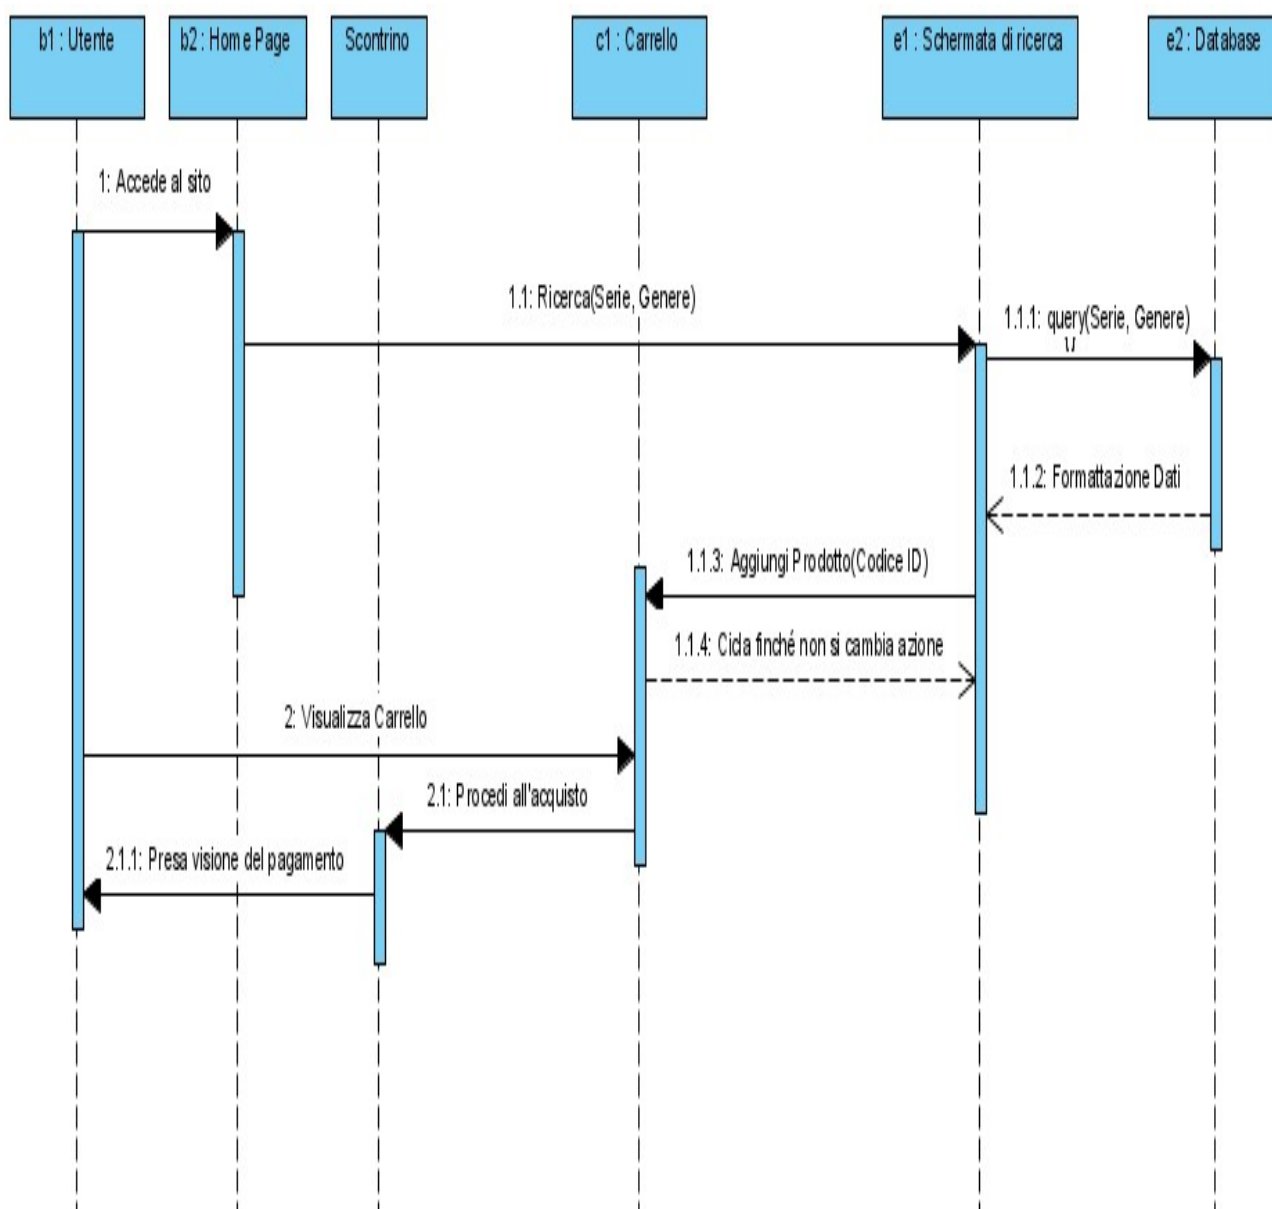 b1 : Utente
b2 : Home Page
Scontrino
c1 : Carrello
e1 : Schermata di ricerca
e2 : Database
1: Accede al sito
1.1: Ricerca(Serie, Genere)
1.1.1: query(Serie, Genere)
1.1.2: Formattazione Dati
1.1.3: Aggiungi Prodotto(Codice ID)
1.1.4: Cicla finché non si cambia azione
2: Visualizza Carrello
2.1: Procedi all'acquisto
2.1.1: Presa visione del pagamento